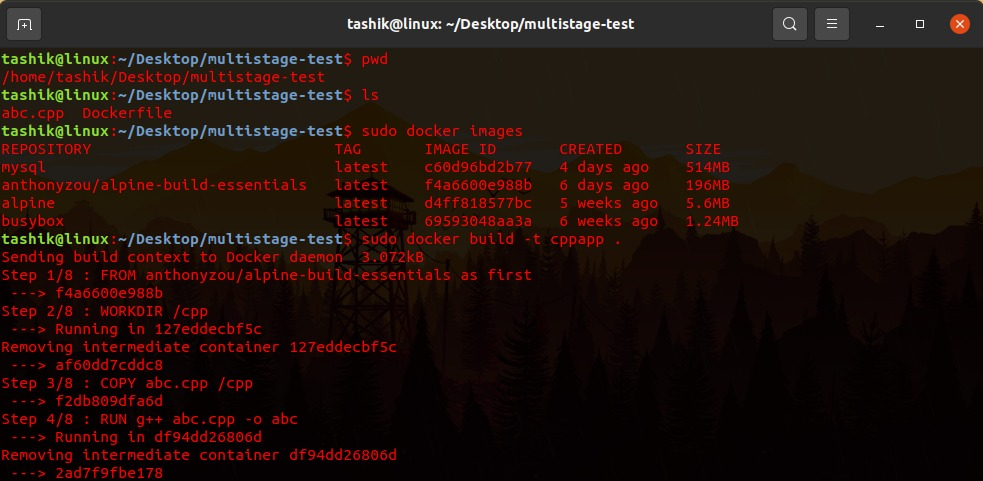 tashik@linux: ~/Desktop/multistage-test
tashik@linux:~/Desktop/multistage-test$ pwd
/home/tashik/Desktop/multistage-test
tashik@linux:~/Desktop/multistage-test$ ls
abc.cpp  Dockerfile
tashik@linux:~/Desktop/multistage-test$ sudo docker images
REPOSITORY                           TAG       IMAGE ID       CREATED       SIZE
mysql                                latest    c60d96bd2b77   4 days ago    514MB
anthonyzou/alpine-build-essentials   latest    f4a6600e988b   6 days ago    196MB
alpine                               latest    d4ff818577bc   5 weeks ago   5.6MB
busybox                              latest    69593048aa3a   6 weeks ago   1.24MB
tashik@linux:~/Desktop/multistage-test$ sudo docker build -t cppapp .
Sending build context to Docker daemon  3.072kB
Step 1/8 : FROM anthonyzou/alpine-build-essentials as first
 ---> f4a6600e988b
Step 2/8 : WORKDIR /cpp
 ---> Running in 127eddecbf5c
Removing intermediate container 127eddecbf5c
 ---> af60dd7cddc8
Step 3/8 : COPY abc.cpp /cpp
 ---> f2db809dfa6d
Step 4/8 : RUN g++ abc.cpp -o abc
 ---> Running in df94dd26806d
Removing intermediate container df94dd26806d
 ---> 2ad7f9fbe178